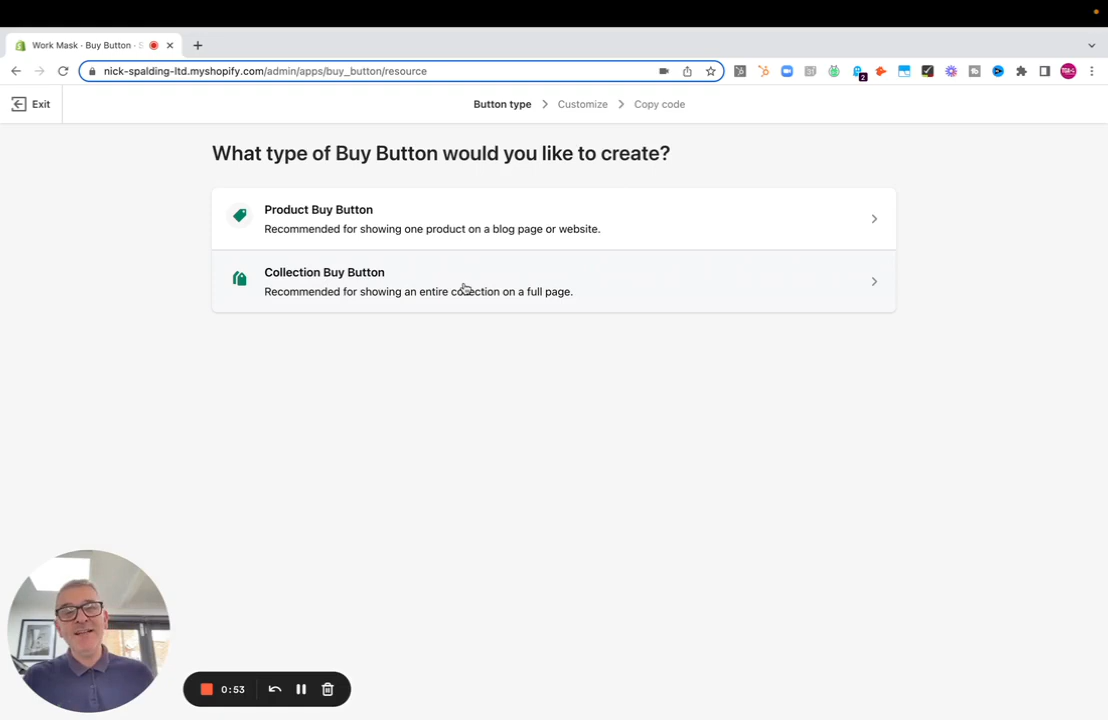 Work Mask · Buy Button · S
nick-spalding-ltd.myshopify.com/admin/apps/buy_button/resource
2
Exit
Button type > Customize > Copy code
What type of Buy Button would you like to create?
Product Buy Button
Recommended for showing one product on a blog page or website.
Collection Buy Button
Recommended for showing an entire collection on a full page.
0:53